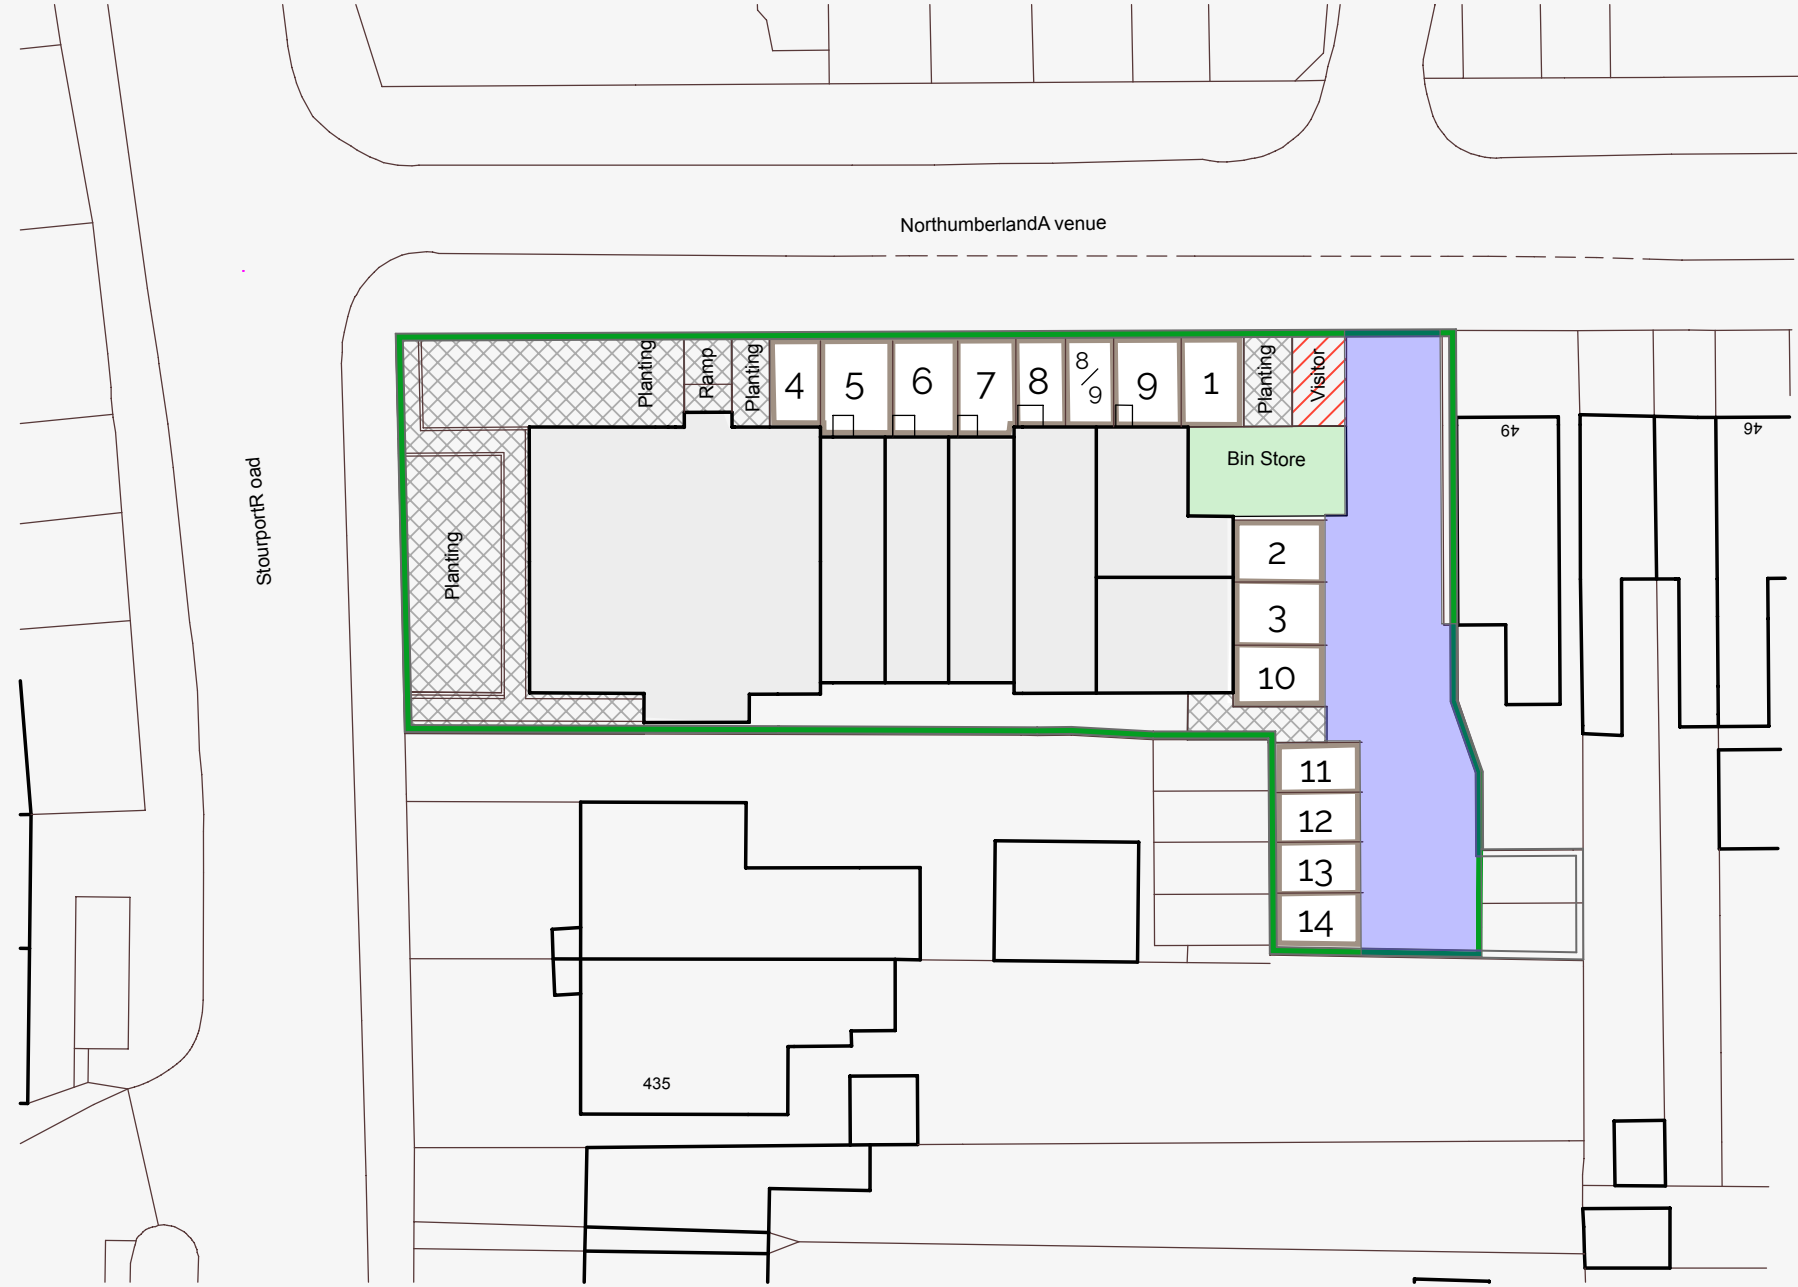 NorthumberlandA venue
Planting
Ramp
Planting
4
5
6
7
8
8/9
9
1
Planting
Visitor
Bin Store
49
46
StourportR oad
Planting
2
3
10
11
12
13
14
435